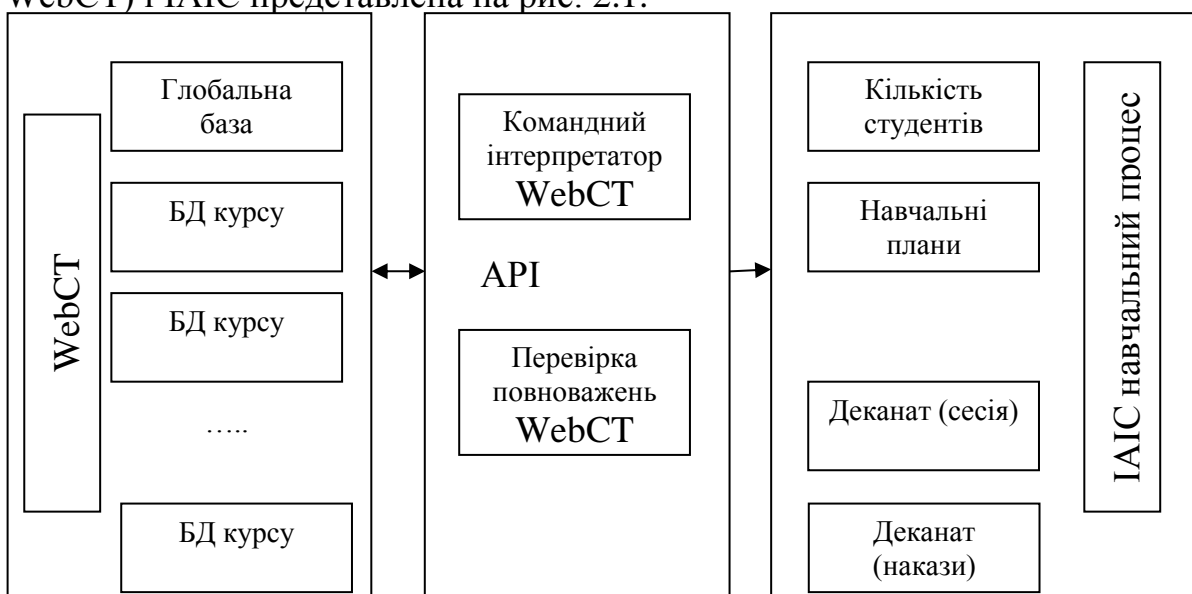 WebCT) і ІАІС представлена на рис. 2.1.
WebCT
Глобальна
база
БД курсу
БД курсу
…..
БД курсу
Командний
інтерпретатор
WebCT
API
Перевірка
повноважень
WebCT
Кількість
студентів
Навчальні
плани
Деканат (сесія)
Деканат
(накази)
ІАІС навчальний процес